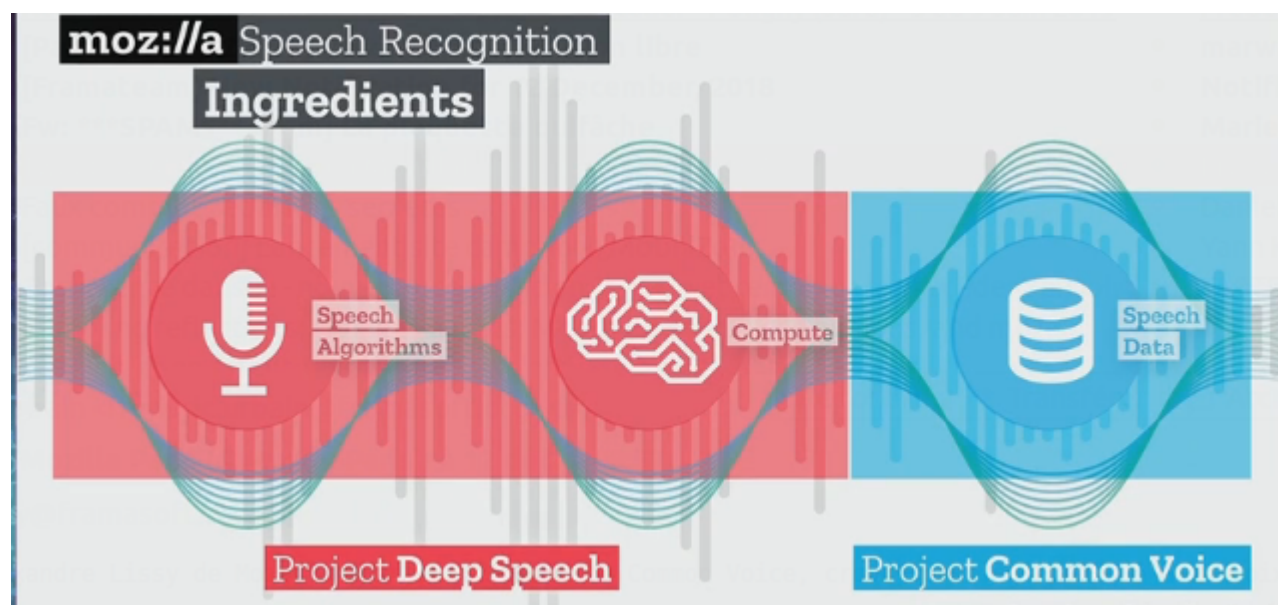 moz://a Speech Recognition
Ingredients
Speech
Algorithms
Compute
Speech
Data
Project Deep Speech
Project Common Voice